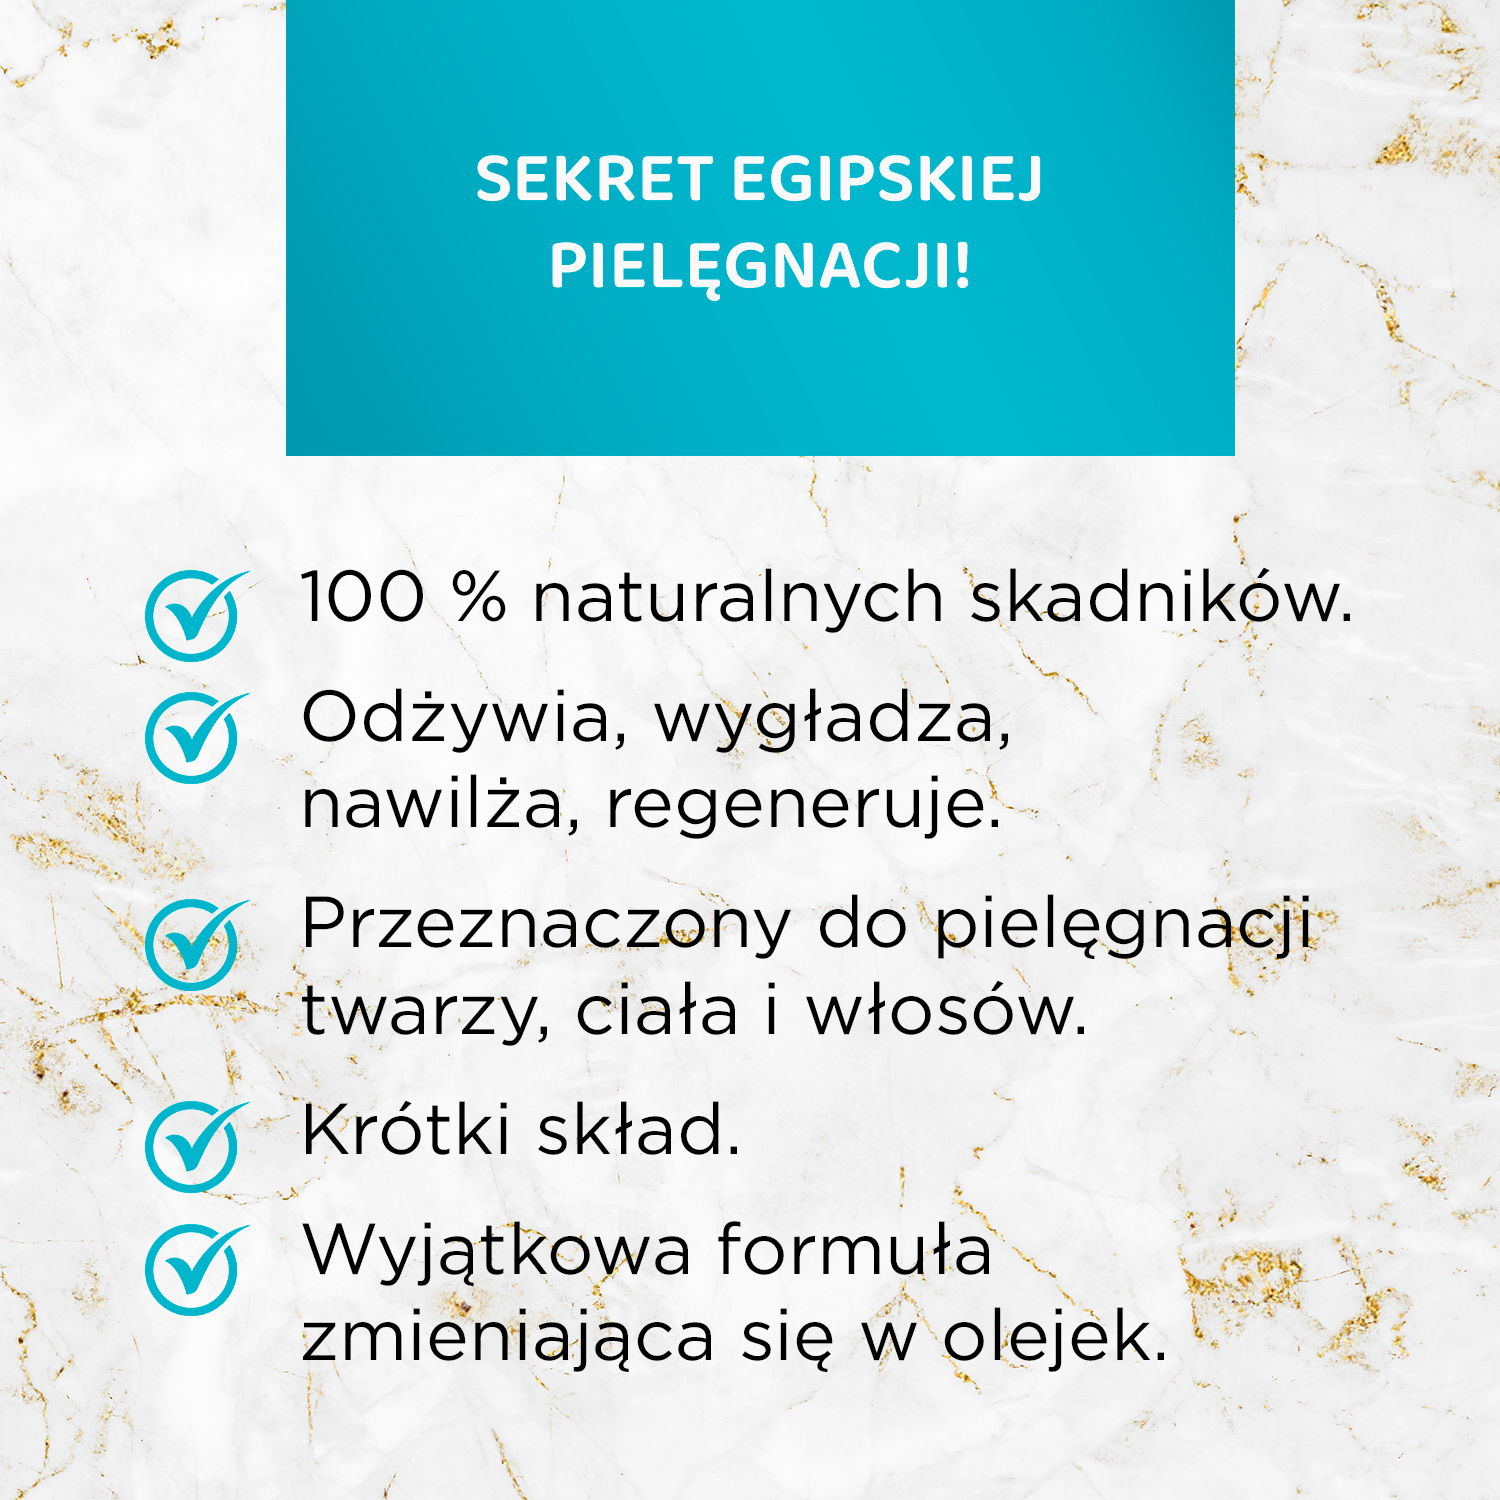 SEKRET EGIPSKIEJ
PIELĘGNACJI!
100 % naturalnych skadników.
Odżywia, wygładza,
nawilża, regeneruje.
Przeznaczony do pielęgnacji
twarzy, ciała i włosów.
Krótki skład.
Wyjątkowa formuła
zmieniająca się w olejek.